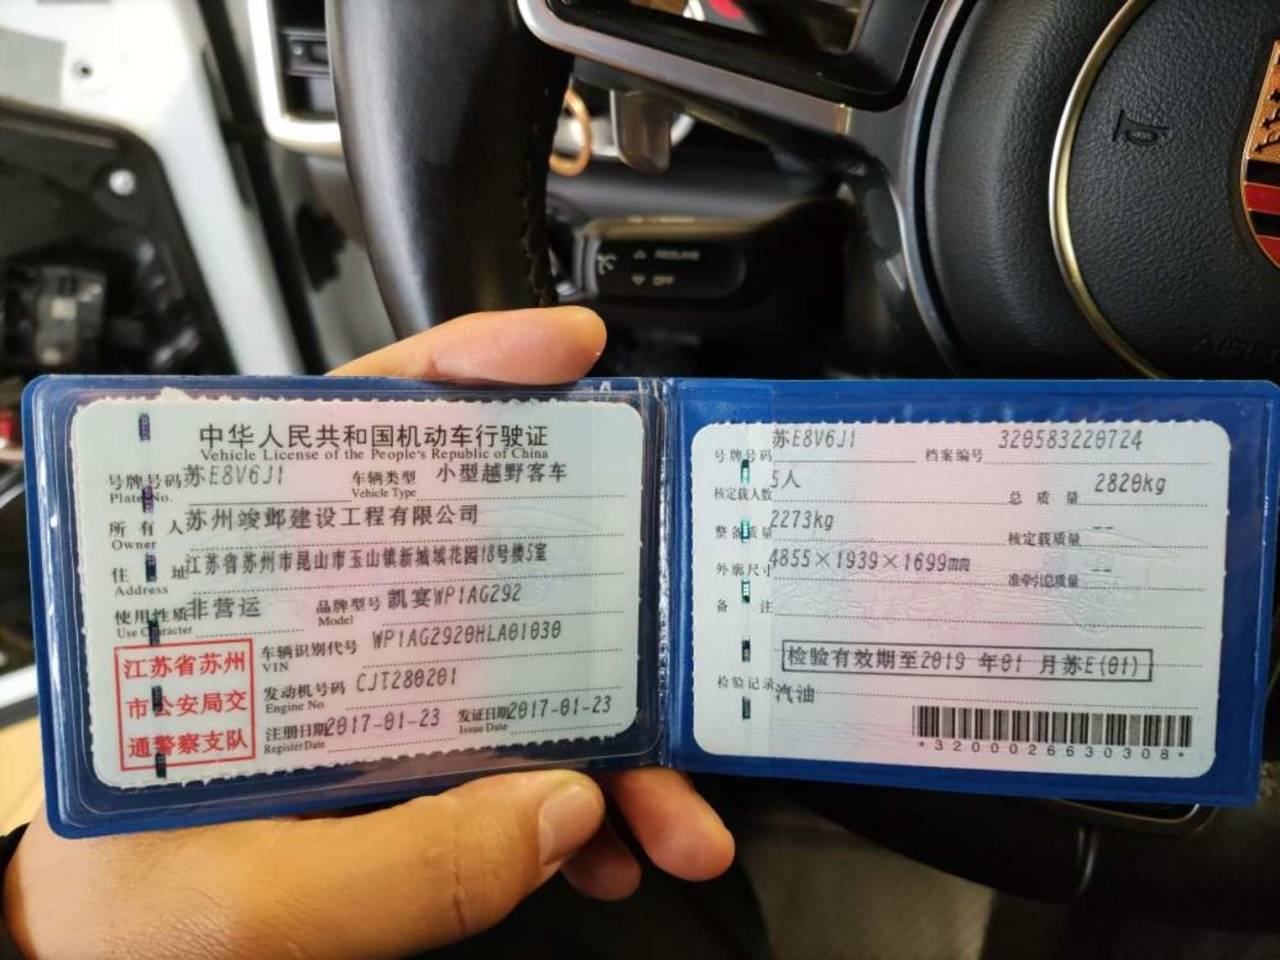 RESUME
OFF
中华人民共和国机动车行驶证
Vehicle License of the People's Republic of China
号牌号码 苏E8V6J1 车辆类型 小型越野客车
Plate No. Vehicle Type
所有人 苏州竣邺建设工程有限公司
Owner
住址 江苏省苏州市昆山市玉山镇新城域花园18号楼5室
Address
使用性质 非营运 品牌型号 凯宴WP1AG292
Use Character Model
车辆识别代号 WP1AG2920HLA01030
VIN
发动机号码 CJT280201
Engine No.
注册日期 2017-01-23 发证日期 2017-01-23
Register Date Issue Date
江苏省苏州
市公安局交
通警察支队
号牌号码 苏E8V6J1 档案编号 320583220724
核定载人数 5人 总质量 2820kg
整备质量 2273kg 核定载质量 --
外廓尺寸 4855×1939×1699mm 准牵引总质量 --
备注
检验有效期至2019年01月苏E(01)
检验记录
汽油
*3200026630308*